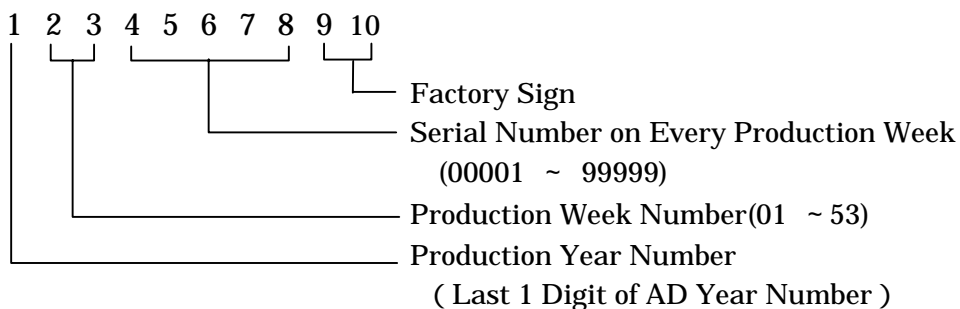 1 2 3 4 5 6 7 8 9 10
Factory Sign
Serial Number on Every Production Week
(00001 ~ 99999)
Production Week Number(01 ~ 53)
Production Year Number
( Last 1 Digit of AD Year Number )